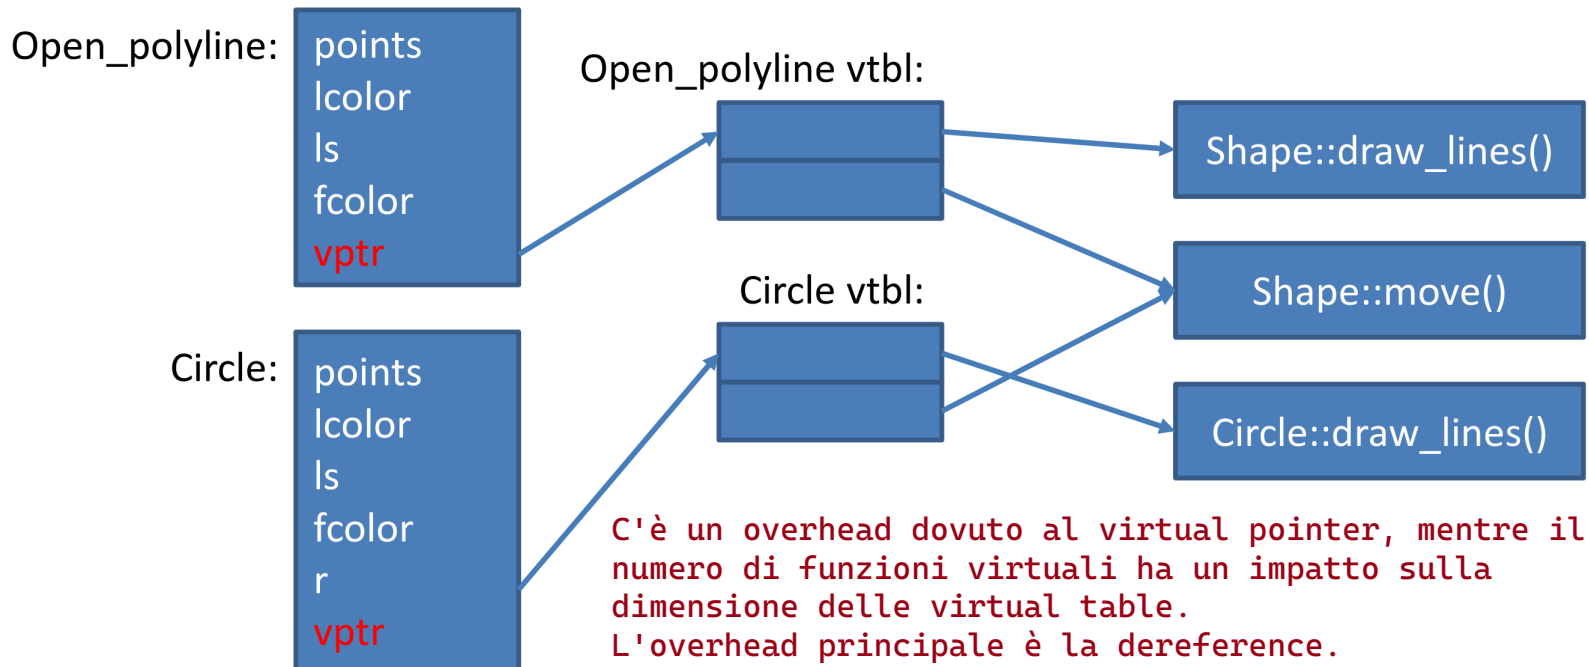 Open_polyline:
points
lcolor
ls
fcolor
vptr
Open_polyline vtbl:
Shape::draw_lines()
Shape::move()
Circle vtbl:
Circle::draw_lines()
Circle:
points
lcolor
ls
fcolor
r
vptr
C'è un overhead dovuto al virtual pointer, mentre il
numero di funzioni virtuali ha un impatto sulla
dimensione delle virtual table.
L'overhead principale è la dereference.